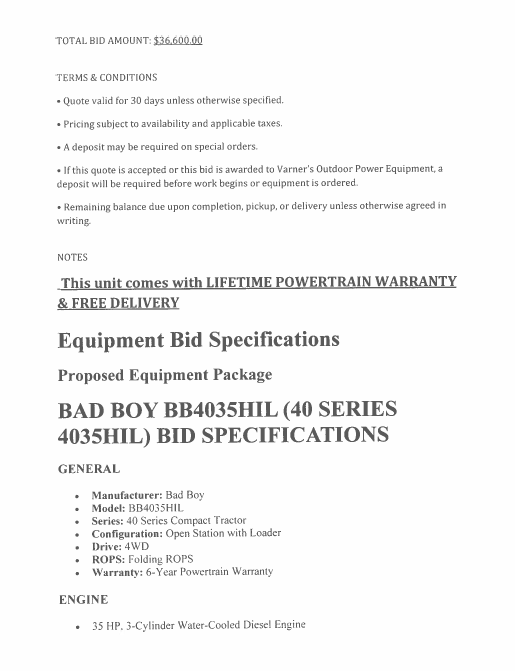 TOTAL BID AMOUNT: $36,600.00
TERMS & CONDITIONS
• Quote valid for 30 days unless otherwise specified.
• Pricing subject to availability and applicable taxes.
• A deposit may be required on special orders.
• If this quote is accepted or this bid is awarded to Varner's Outdoor Power Equipment, a
deposit will be required before work begins or equipment is ordered.
• Remaining balance due upon completion, pickup, or delivery unless otherwise agreed in
writing.
NOTES
This unit comes with LIFETIME POWERTRAIN WARRANTY
& FREE DELIVERY
Equipment Bid Specifications
Proposed Equipment Package
BAD BOY BB4035HIL (40 SERIES
4035HIL) BID SPECIFICATIONS
GENERAL
• Manufacturer: Bad Boy
• Model: BB4035HIL
• Series: 40 Series Compact Tractor
• Configuration: Open Station with Loader
• Drive: 4WD
• ROPS: Folding ROPS
• Warranty: 6-Year Powertrain Warranty
ENGINE
• 35 HP, 3-Cylinder Water-Cooled Diesel Engine